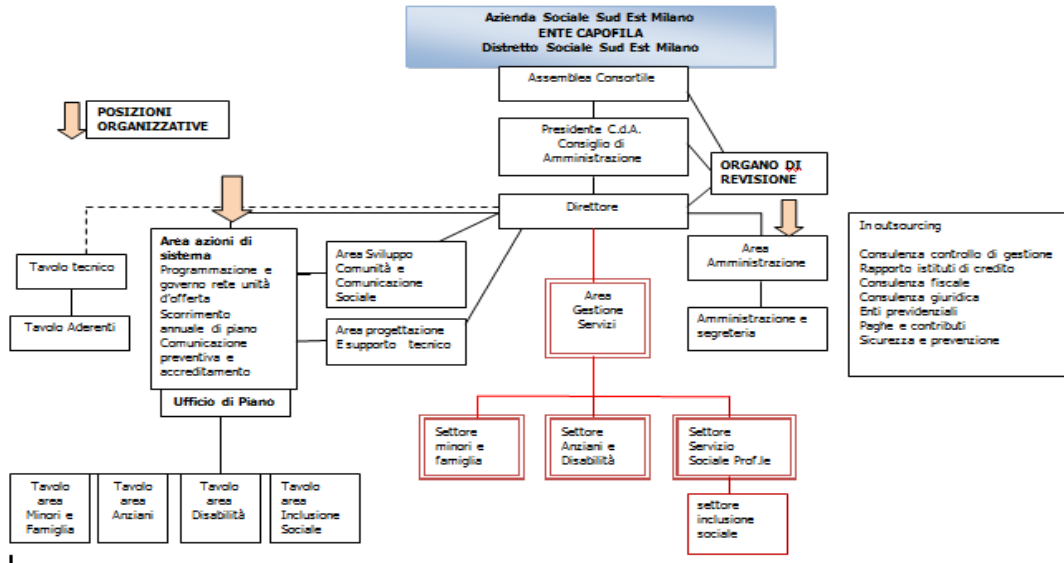 Azienda Sociale Sud Est Milano
ENTE CAPOFILA
Distretto Sociale Sud Est Milano
Assemblea Consortile
POSIZIONI
ORGANIZZATIVE
Presidente C.d.A.
Consiglio di
Amministrazione
ORGANO DI
REVISIONE
Direttore
Tavolo tecnico
Tavolo Aderenti
Area azioni di
sistema
Programmazione e
governo rete unità
d'offerta
Scorrimento
annuale di piano
Comunicazione
preventiva e
accreditamento
Ufficio di Piano
Area Sviluppo
Comunità e
Comunicazione
Sociale
Area progettazione
E supporto tecnico
Area
Gestione
Servizi
Area
Amministrazione
Amministrazione e
segreteria
In outsourcing
Consulenza controllo di gestione
Rapporto istituti di credito
Consulenza fiscale
Consulenza giuridica
Enti previdenziali
Paghe e contributi
Sicurezza e prevenzione
Settore
minori e
famiglia
Settore
Anziani e
Disabilità
Settore
Servizio
Sociale Prof.le
settore
inclusione
sociale
Tavolo
area
Minori e
Famiglia
Tavolo
area
Anziani
Tavolo
area
Disabilità
Tavolo
area
Inclusione
Sociale